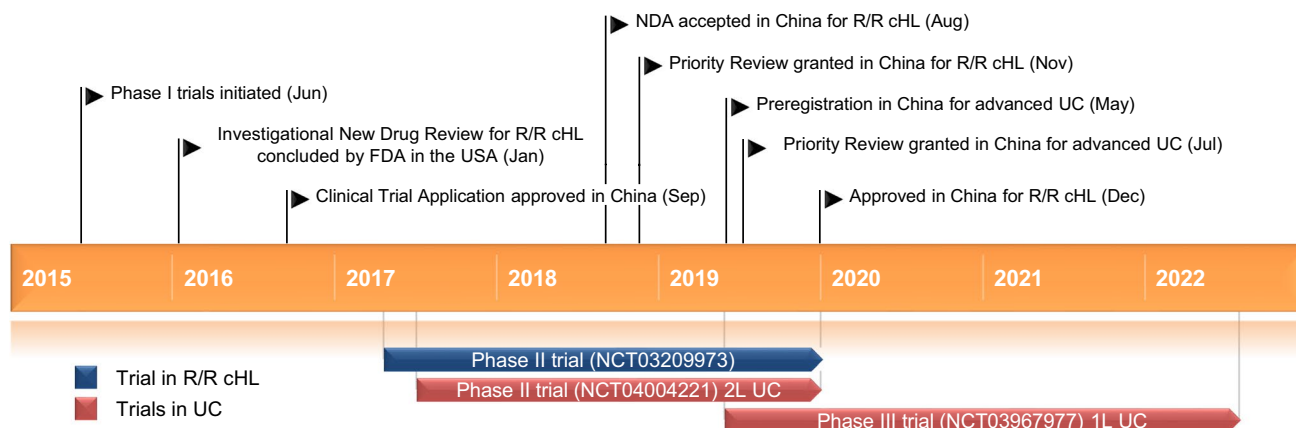 NDA accepted in China for R/R cHL (Aug)
Priority Review granted in China for R/R cHL (Nov)
Phase I trials initiated (Jun)
Preregistration in China for advanced UC (May)
Investigational New Drug Review for R/R cHL
concluded by FDA in the USA (Jan)
Priority Review granted in China for advanced UC (Jul)
Clinical Trial Application approved in China (Sep)
Approved in China for R/R cHL (Dec)
2015 2016 2017 2018 2019 2020 2021 2022
Phase II trial (NCT03209973)
Trial in R/R cHL
Phase II trial (NCT04004221) 2L UC
Trials in UC
Phase III trial (NCT03967977) 1L UC